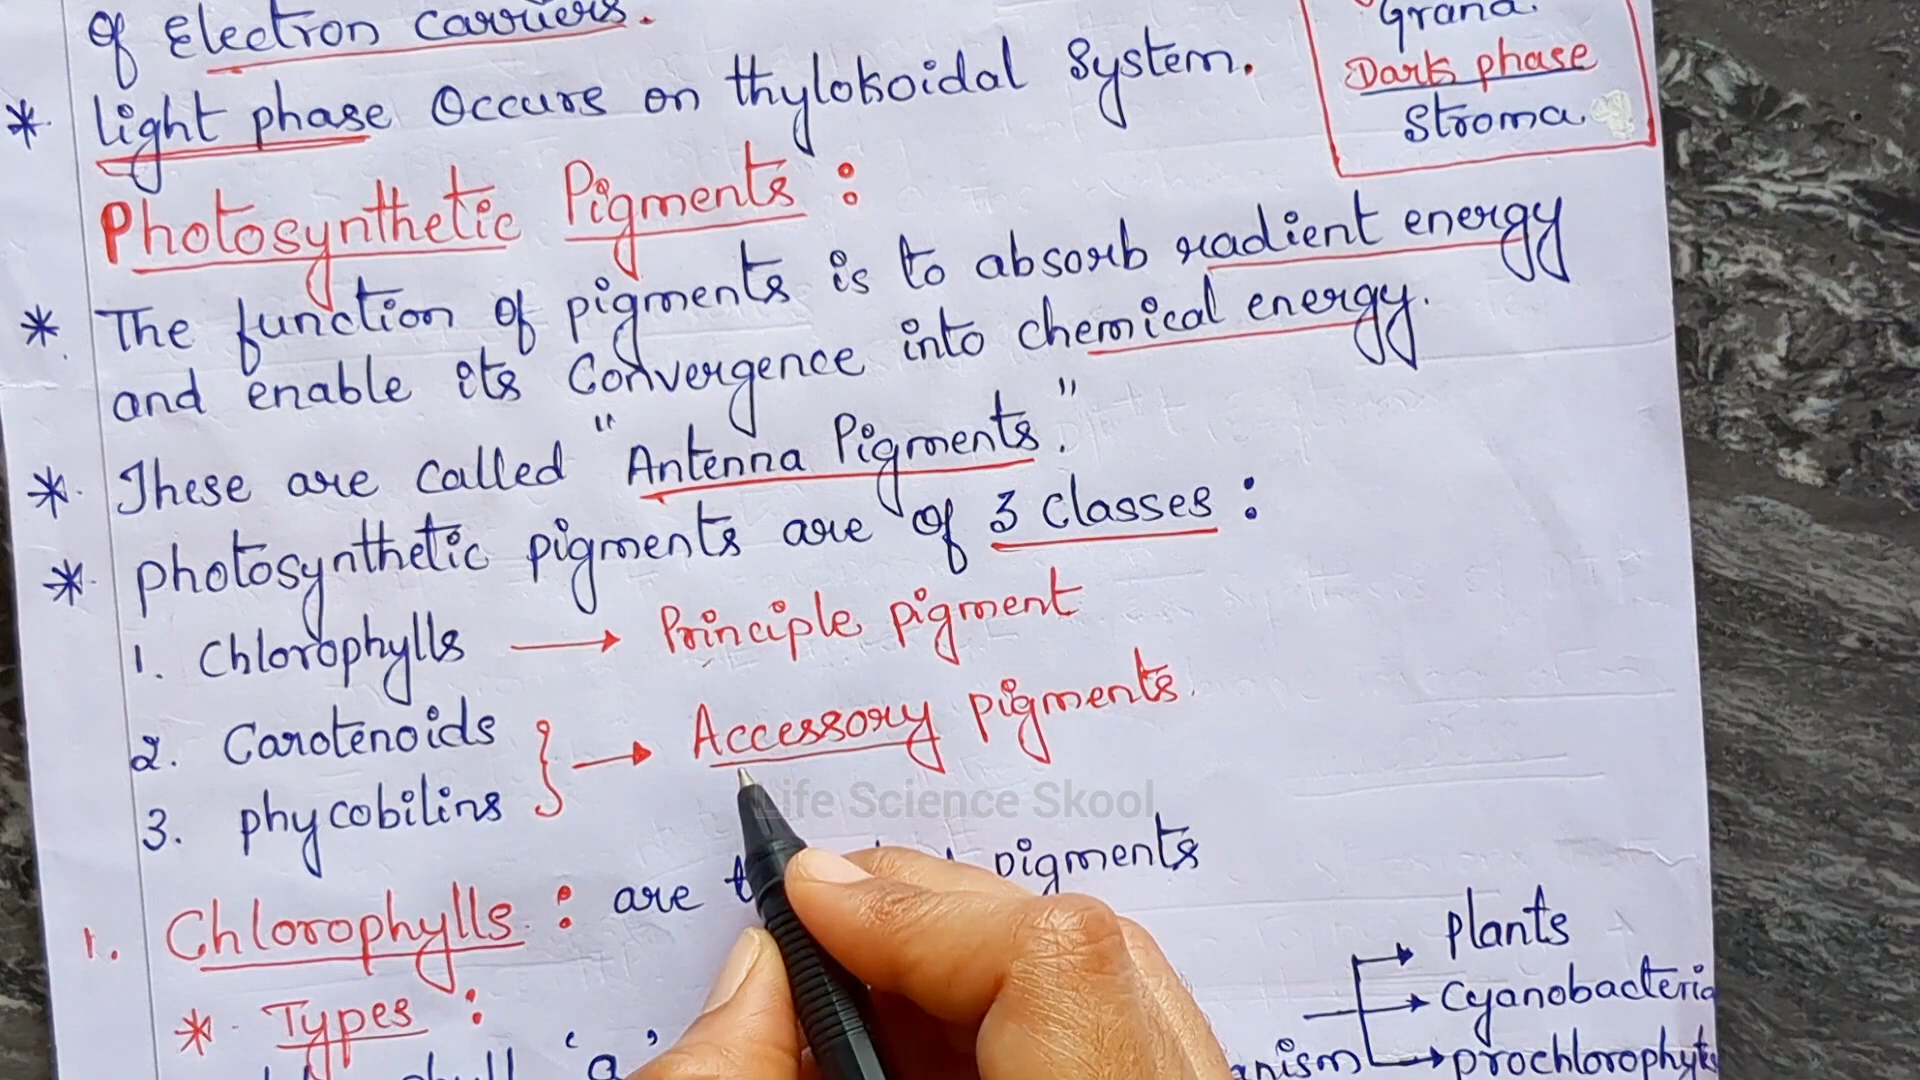 of Electron carriers.
* light phase occurs on thylokoidal system.
Grana.
Dark phase
Stroma.
Photosynthetic Pigments :
* The function of pigments is to absorb radient energy
and enable its Convergence into chemical energy.
* These are called "Antenna Pigments."
* photosynthetic pigments are of 3 classes :
1. Chlorophylls → Principle pigment
2. Carotenoids
3. phycobilins } → Accessory pigments.
Life Science Skool
1. Chlorophylls : are pigments
* Types :
'a'
plants
Cyanobacteria
prochlorophyt